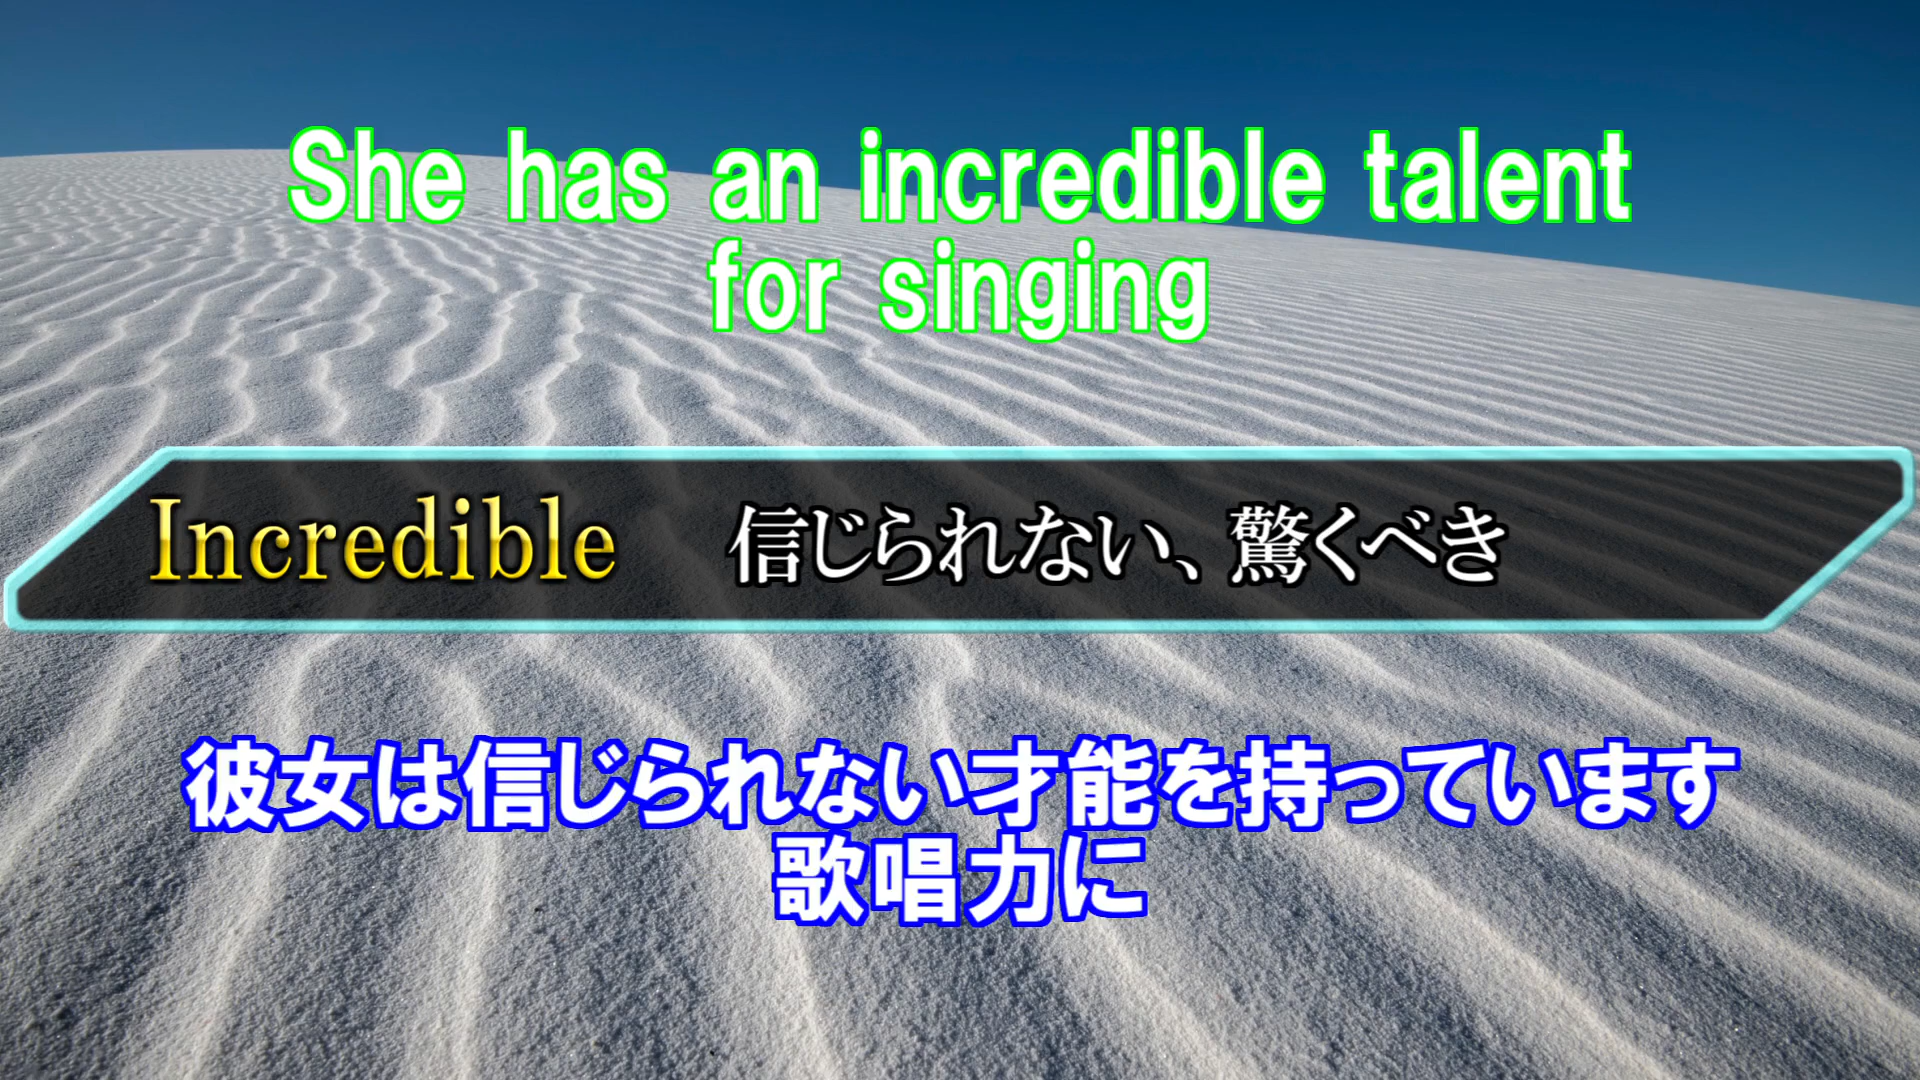 She has an incredible talent
for singing
Incredible 信じられない、驚くべき
彼女は信じられない才能を持っています
歌唱力に